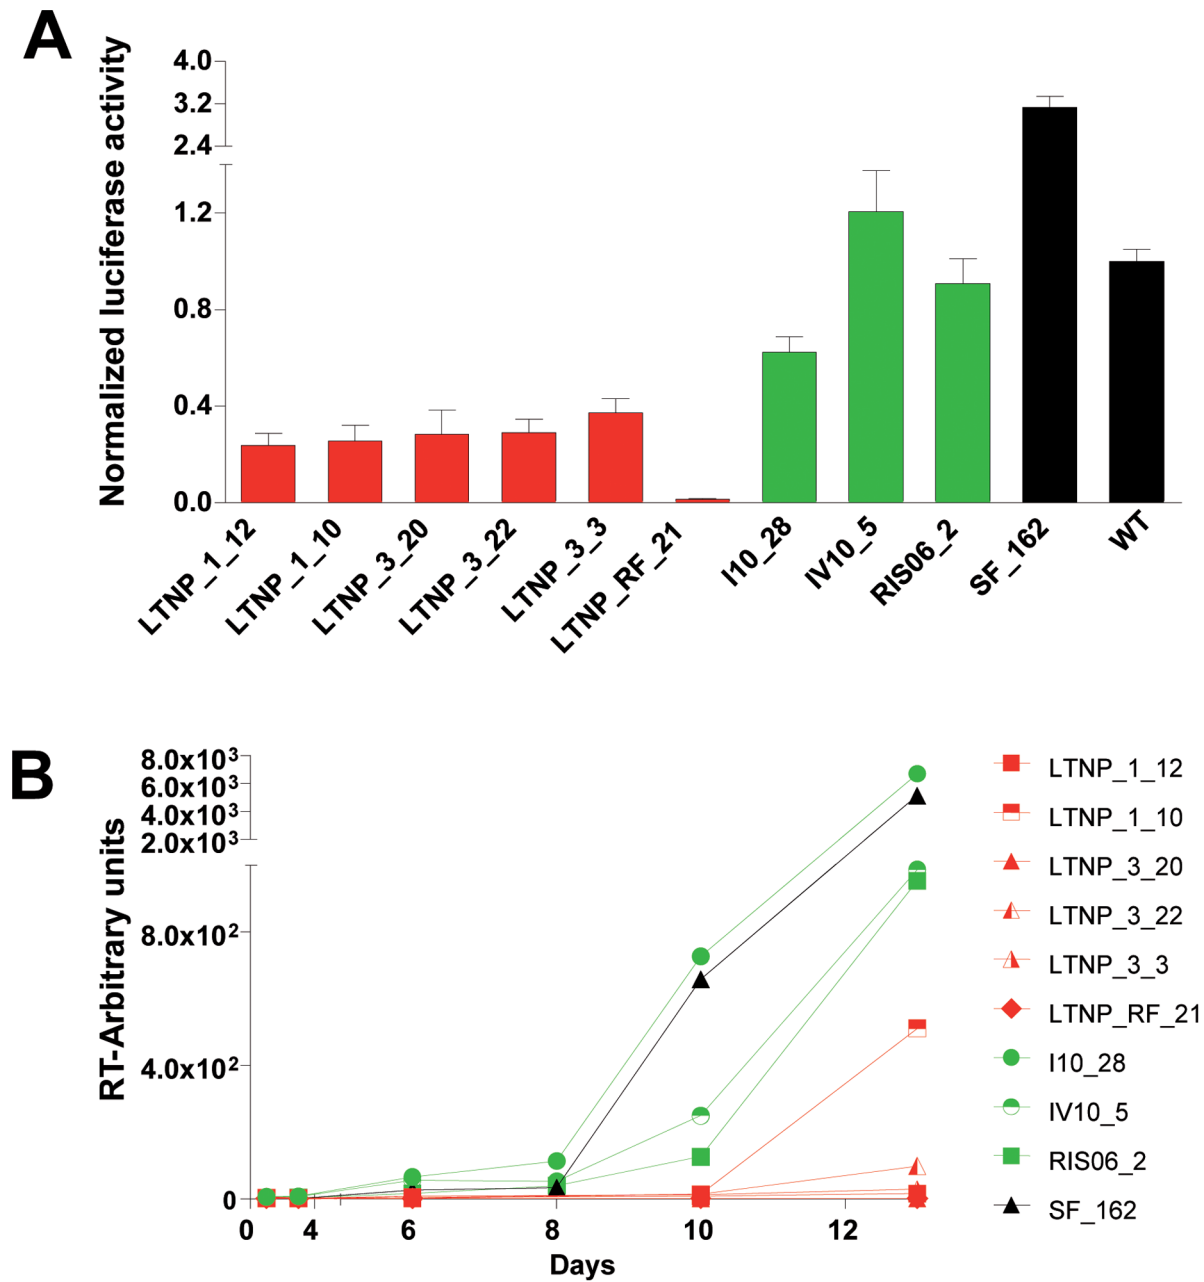 A
Normalized luciferase activity
4.0
3.2
2.4
1.2
0.8
0.4
0.0
LTNP_1_12
LTNP_1_10
LTNP_3_20
LTNP_3_22
LTNP_3_3
LTNP_RF_21
I10_28
IV10_5
RIS06_2
SF_162
WT
B
RT-Arbitrary units
8.0x10³
6.0x10³
4.0x10³
2.0x10³
8.0x10²
4.0x10²
0
0 4 6 8 10 12
Days
LTNP_1_12
LTNP_1_10
LTNP_3_20
LTNP_3_22
LTNP_3_3
LTNP_RF_21
I10_28
IV10_5
RIS06_2
SF_162